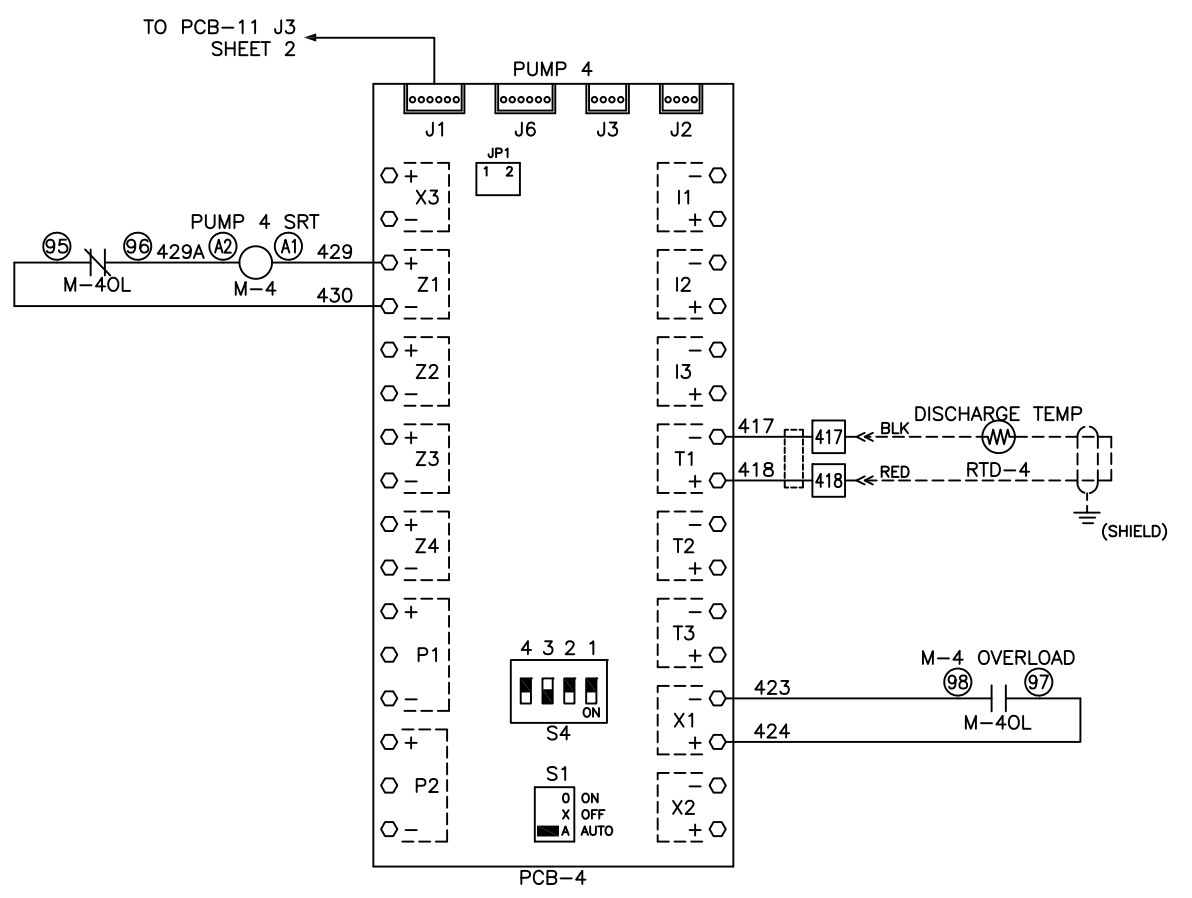 TO PCB-11 J3
SHEET 2
PUMP 4
J1 J6 J3 J2
JP1
1 2
+ X3 -
- I1 +
PUMP 4 SRT
95 96 429A A2 A1 429
M-4OL M-4
430
+ Z1 -
- I2 +
+ Z2 -
- I3 +
+ Z3 -
- T1 +
417 417 BLK DISCHARGE TEMP
418 418 RED RTD-4
(SHIELD)
+ Z4 -
- T2 +
+ P1 -
- T3 +
4 3 2 1
ON
S4
- X1 +
M-4 OVERLOAD
423 98 97
M-4OL
424
+ P2 -
- X2 +
S1
O ON
X OFF
A AUTO
PCB-4